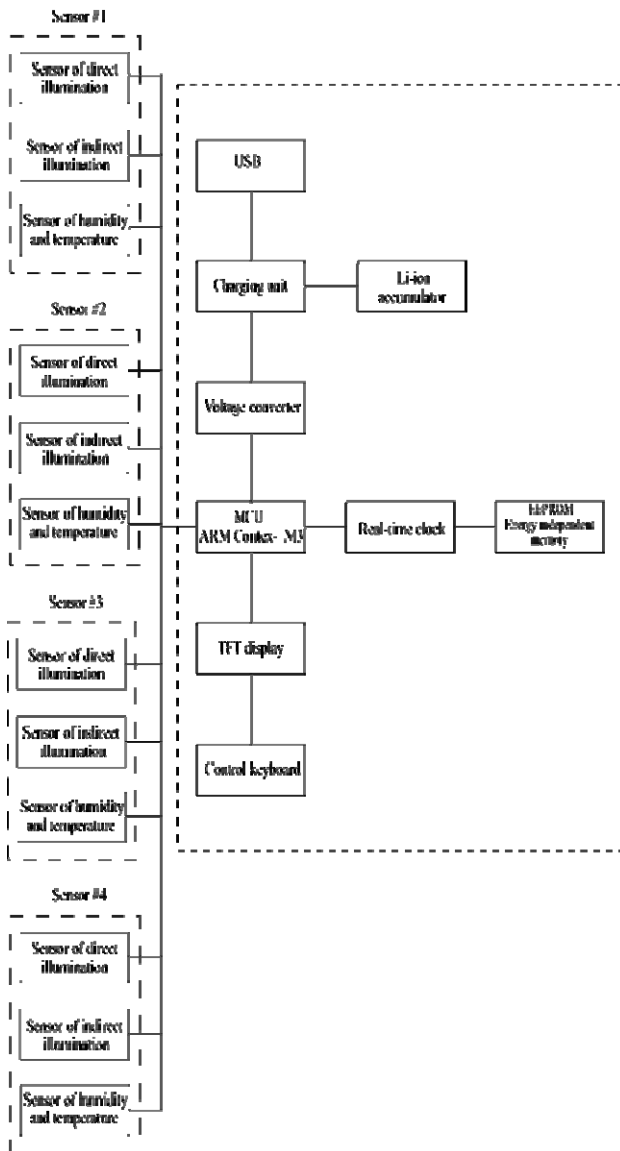 Sensor #1
Sensor of direct
illumination
Sensor of indirect
illumination
Sensor of humidity
and temperature
Sensor #2
Sensor of direct
illumination
Sensor of indirect
illumination
Sensor of humidity
and temperature
Sensor #3
Sensor of direct
illumination
Sensor of indirect
illumination
Sensor of humidity
and temperature
Sensor #4
Sensor of direct
illumination
Sensor of indirect
illumination
Sensor of humidity
and temperature
USB
Charging unit
Li-ion
accumulator
Voltage converter
MCU
ARM Contex- M3
Real-time clock
EEPROM
Energy independent
memory
TFT display
Control keyboard